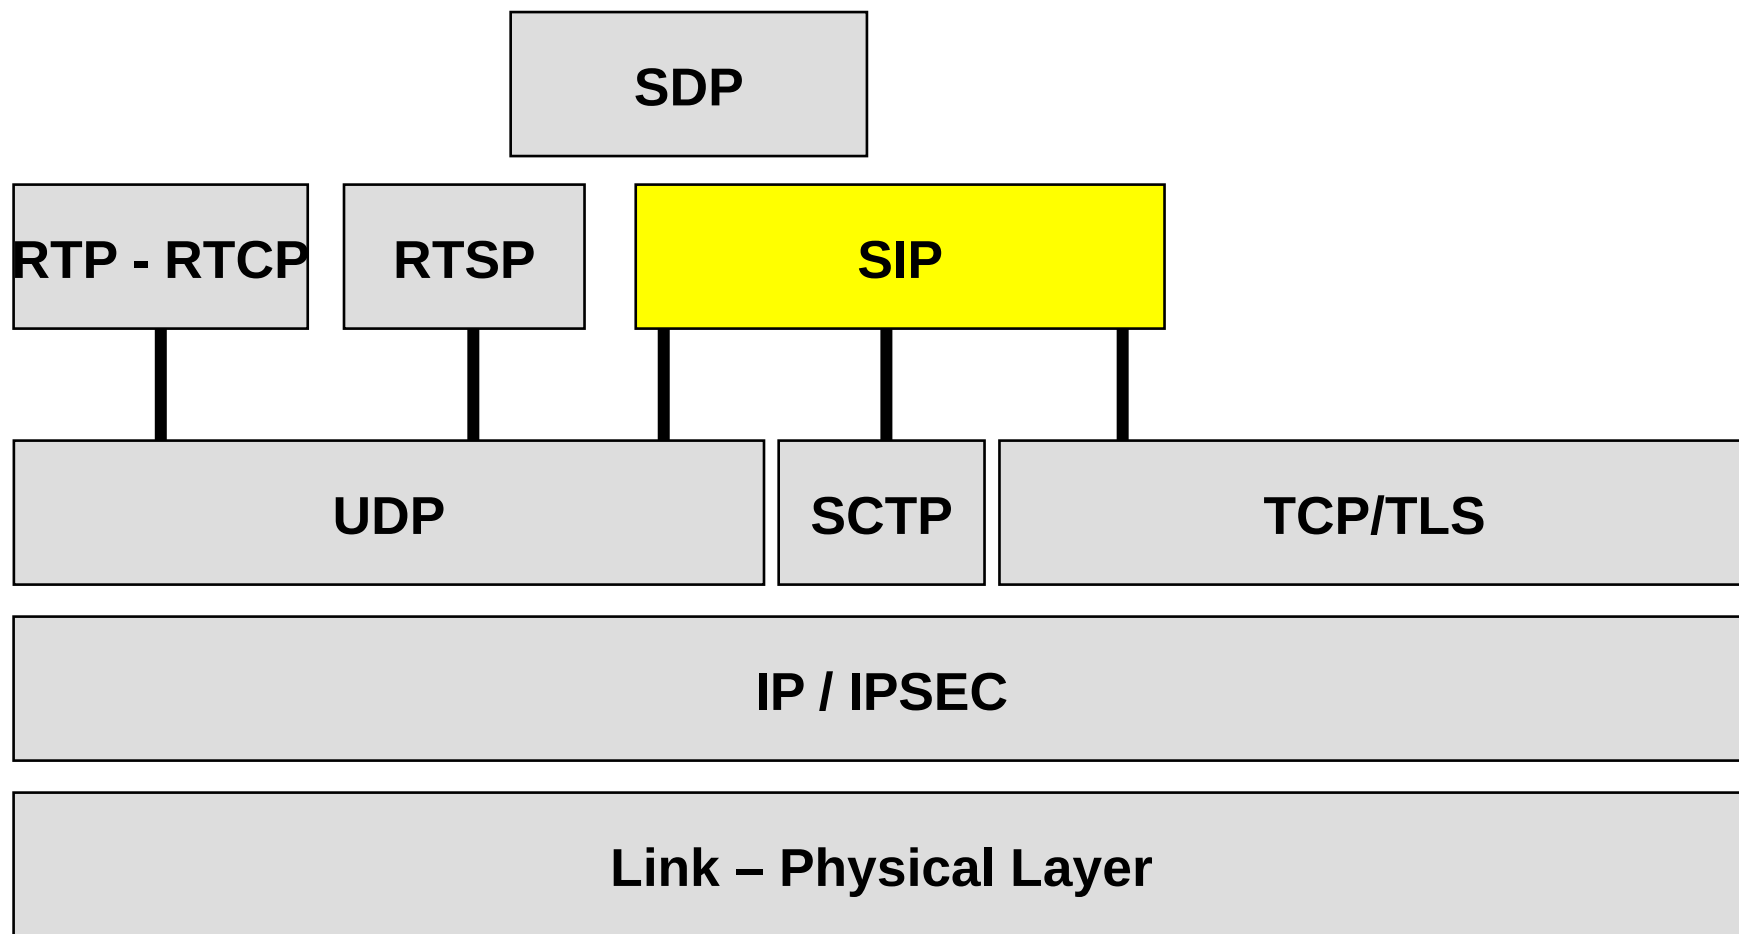 SDP
RTP - RTCP
RTSP
SIP
UDP
SCTP
TCP/TLS
IP / IPSEC
Link – Physical Layer